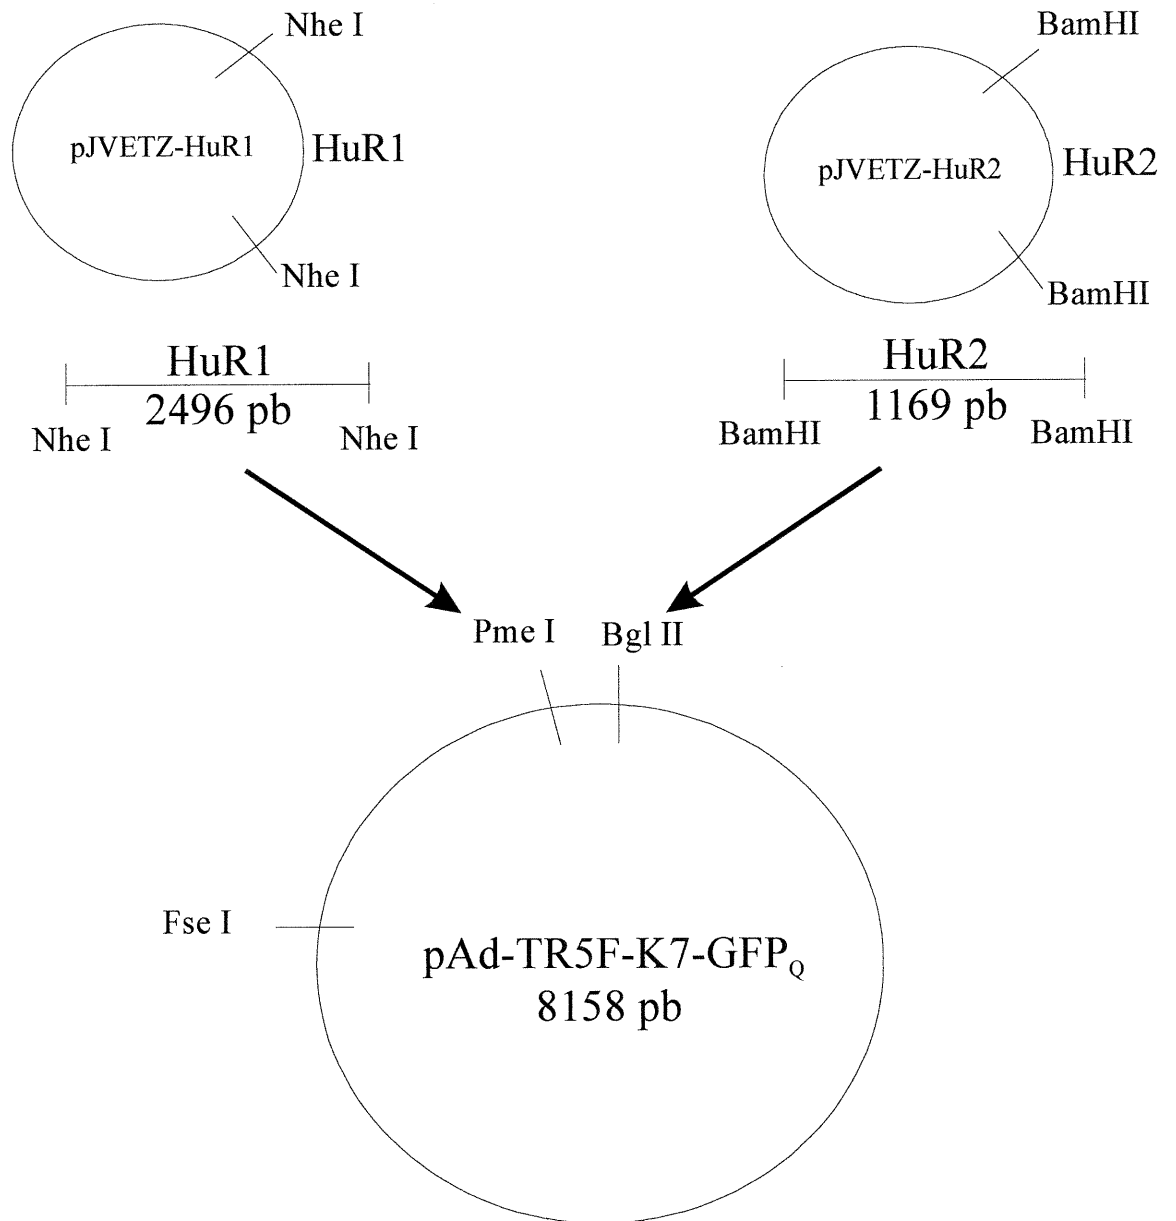 Nhe I
pJVETZ-HuR1
HuR1
Nhe I
HuR1
2496 pb
Nhe I
Nhe I
BamHI
pJVETZ-HuR2
HuR2
BamHI
HuR2
1169 pb
BamHI
BamHI
Pme I
Bgl II
Fse I
pAd-TR5F-K7-GFPQ
8158 pb